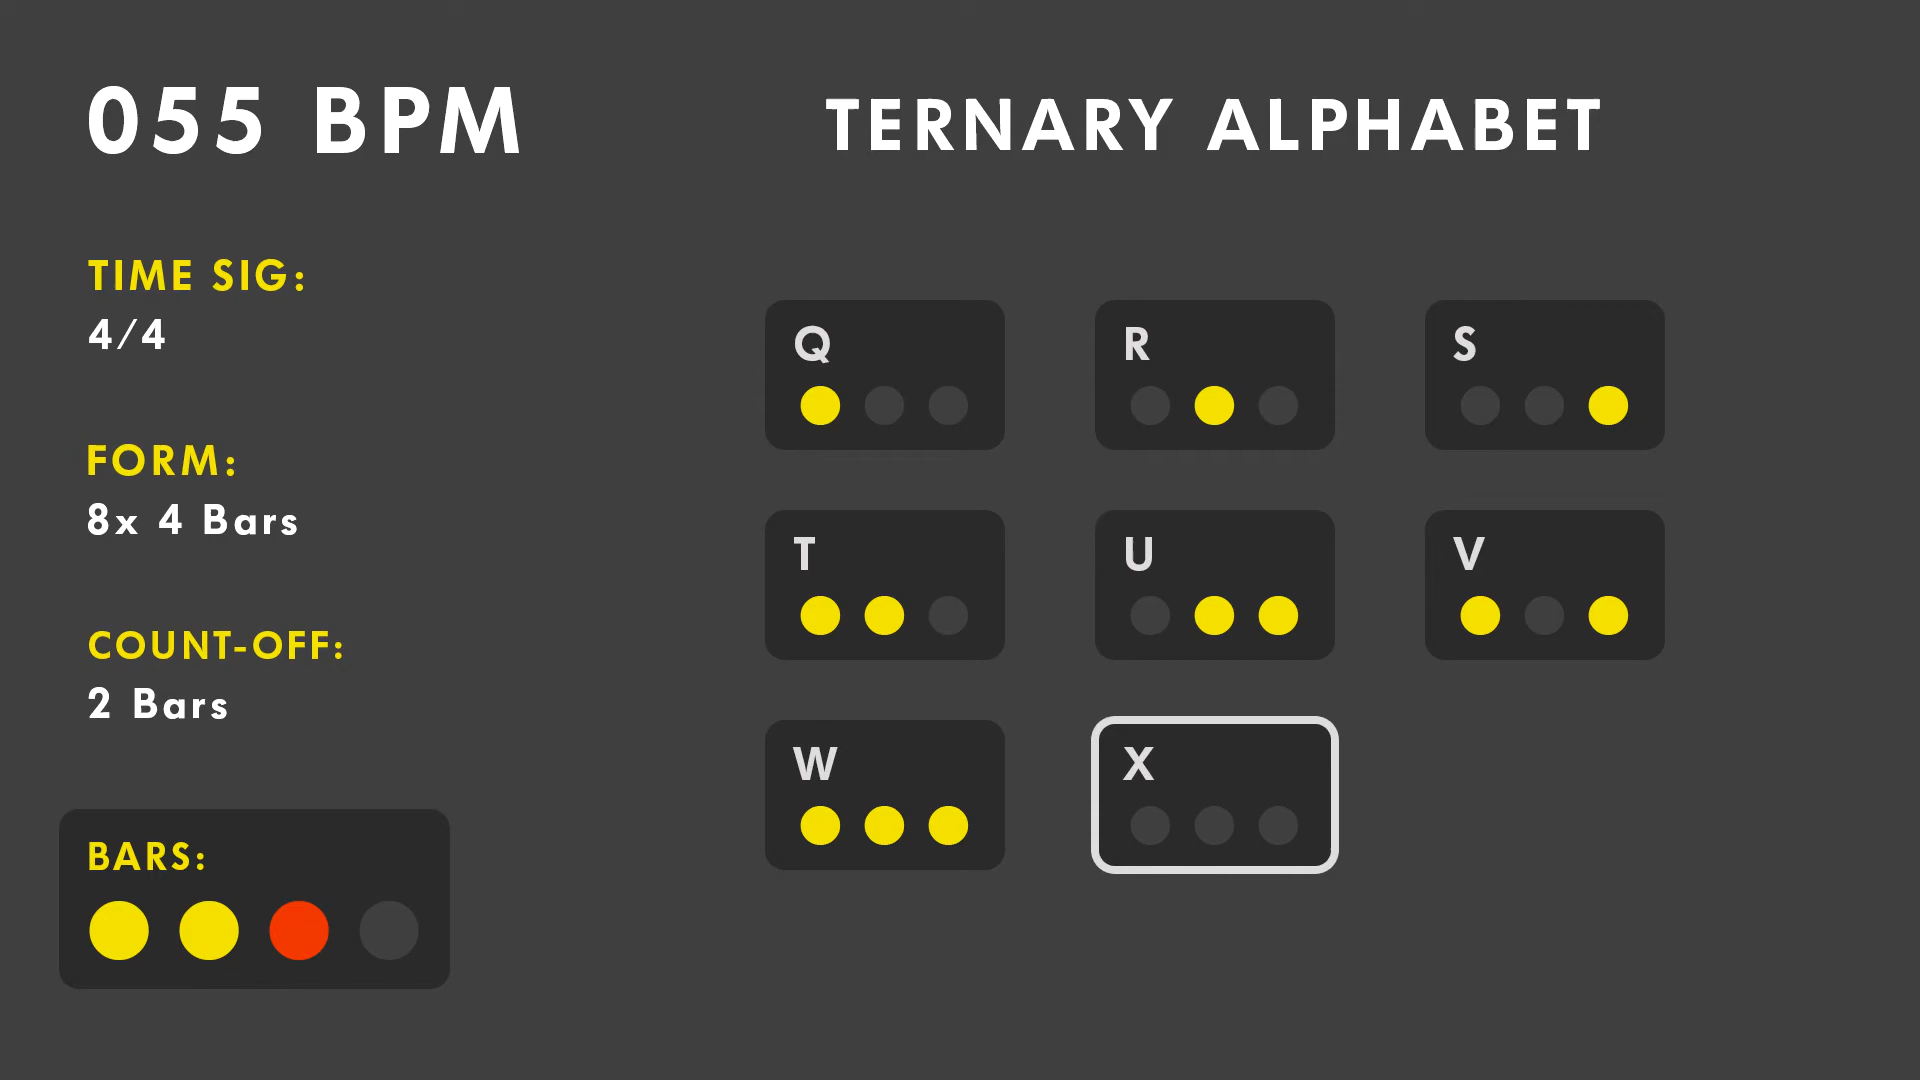 055 BPM
TERNARY ALPHABET
TIME SIG:
4/4
FORM:
8x 4 Bars
COUNT-OFF:
2 Bars
BARS:
Q
R
S
T
U
V
W
X